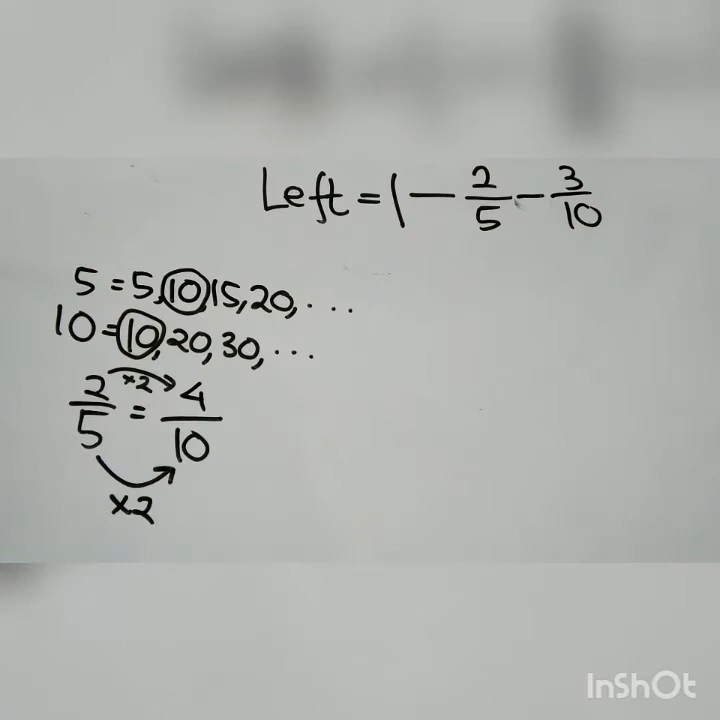 Left = 1 - 2/5 - 3/10
5 = 5, 10, 15, 20, ...
10 = 10, 20, 30, ...
×2
2/5 = 4/10
×2
InShOt